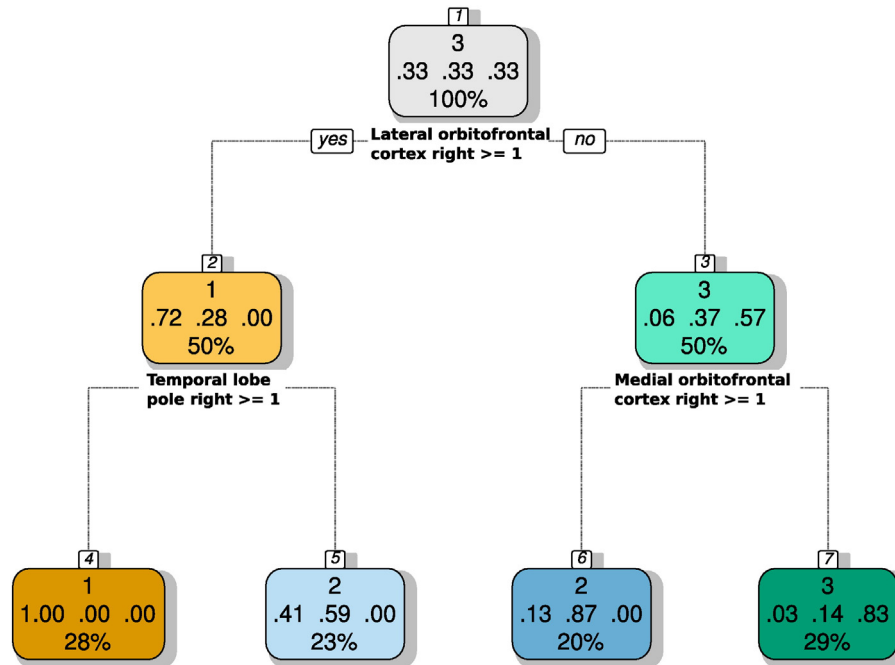 1
3
.33 .33 .33
100%
yes
Lateral orbitofrontal
cortex right >= 1
no
2
1
.72 .28 .00
50%
3
3
.06 .37 .57
50%
Temporal lobe
pole right >= 1
Medial orbitofrontal
cortex right >= 1
4
1
1.00 .00 .00
28%
5
2
.41 .59 .00
23%
6
2
.13 .87 .00
20%
7
3
.03 .14 .83
29%